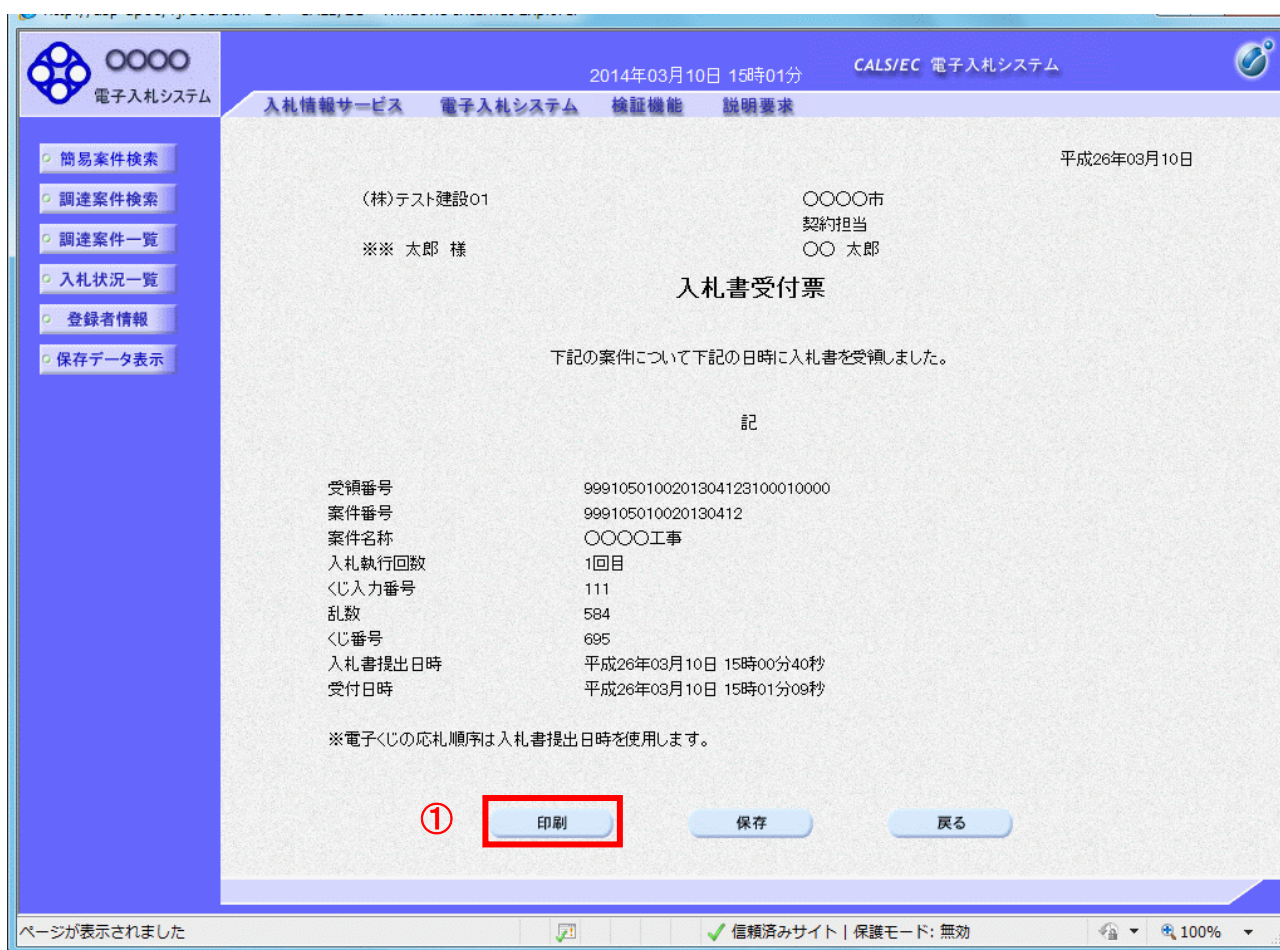 〇〇〇〇
電子入札システム
2014年03月10日 15時01分
CALS/EC 電子入札システム
入札情報サービス 電子入札システム 検証機能 説明要求
簡易案件検索
調達案件検索
調達案件一覧
入札状況一覧
登録者情報
保存データ表示
平成26年03月10日
(株)テスト建設01 〇〇〇〇市
契約担当
※※ 太郎 様 〇〇 太郎
入札書受付票
下記の案件について下記の日時に入札書を受領しました。
記
受領番号 9991050100201304123100010000
案件番号 999105010020130412
案件名称 〇〇〇〇工事
入札執行回数 1回目
くじ入力番号 111
乱数 584
くじ番号 695
入札書提出日時 平成26年03月10日 15時00分40秒
受付日時 平成26年03月10日 15時01分09秒
※電子くじの応札順序は入札書提出日時を使用します。
① 印刷 保存 戻る
ページが表示されました 信頼済みサイト | 保護モード: 無効 100%